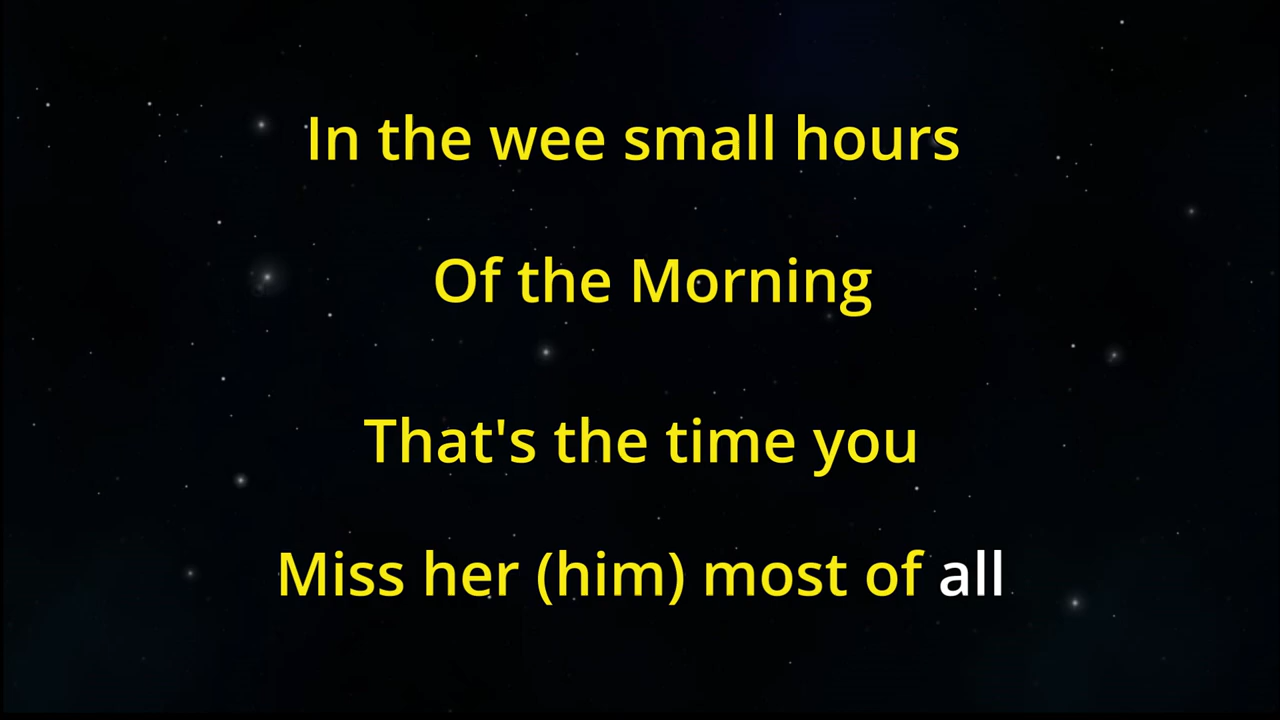 In the wee small hours
Of the Morning
That's the time you
Miss her (him) most of all